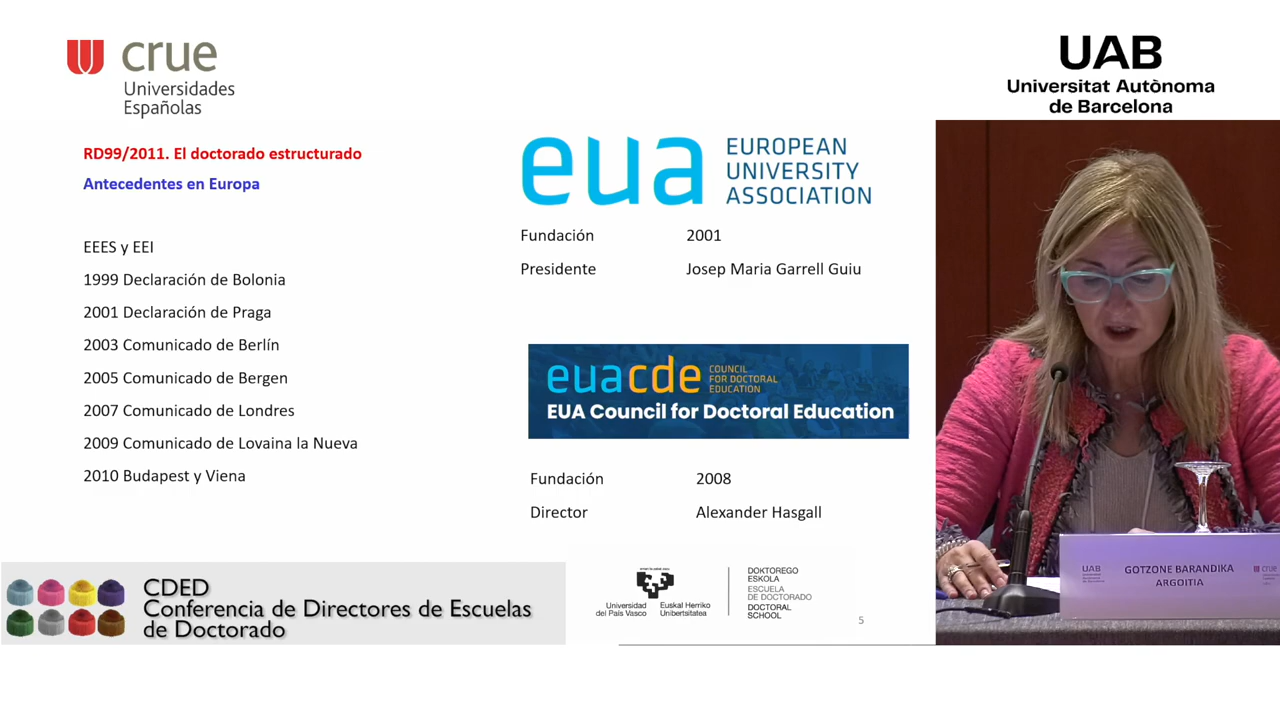 crue
Universidades
Españolas
UAB
Universitat Autònoma
de Barcelona
RD99/2011. El doctorado estructurado
Antecedentes en Europa
EEES y EEI
1999 Declaración de Bolonia
2001 Declaración de Praga
2003 Comunicado de Berlín
2005 Comunicado de Bergen
2007 Comunicado de Londres
2009 Comunicado de Lovaina la Nueva
2010 Budapest y Viena
eua
EUROPEAN
UNIVERSITY
ASSOCIATION
Fundación 2001
Presidente Josep Maria Garrell Guiu
euacde
COUNCIL
FOR DOCTORAL
EDUCATION
EUA Council for Doctoral Education
Fundación 2008
Director Alexander Hasgall
CDED
Conferencia de Directores de Escuelas
de Doctorado
Universidad
del País Vasco
Euskal Herriko
Unibertsitatea
DOKTOREGO
ESKOLA
ESCUELA
DE DOCTORADO
DOCTORAL
SCHOOL
5
UAB
GOTZONE BARANDIKA
ARGOITIA
crue